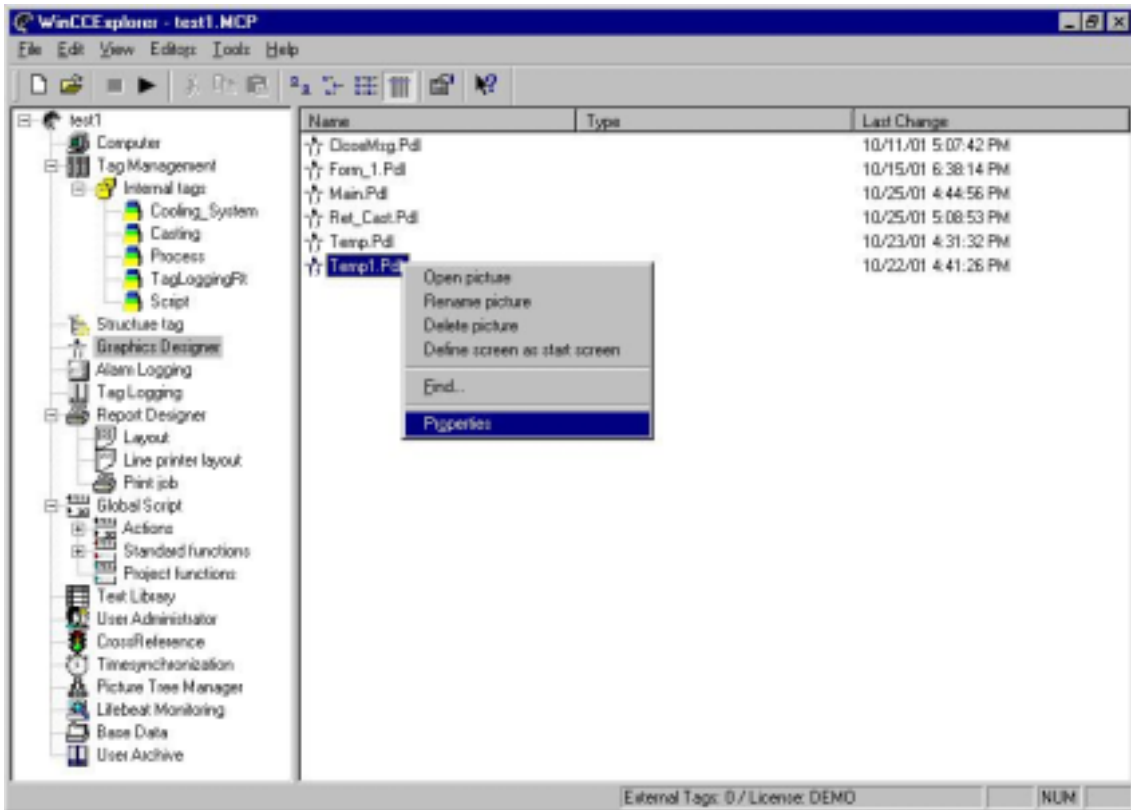 WinCCExplorer - test1.MCP
File Edit View Editors Tools Help
test1
Computer
Tag Management
Internal tags
Cooling_System
Casting
Process
TagLoggingRt
Script
Structure tag
Graphics Designer
Alarm Logging
Tag Logging
Report Designer
Layout
Line printer layout
Print job
Global Script
Actions
Standard functions
Project functions
Text Library
User Administrator
CrossReference
Timesynchronization
Picture Tree Manager
Lifebeat Monitoring
Base Data
User Archive
Name Type Last Change
CloseMsg.Pdl 10/11/01 5:07:42 PM
Form_1.Pdl 10/15/01 6:38:14 PM
Main.Pdl 10/25/01 4:44:56 PM
Ret_Cast.Pdl 10/25/01 5:08:53 PM
Temp.Pdl 10/23/01 4:31:32 PM
Temp1.Pdl 10/22/01 4:41:26 PM
Open picture
Rename picture
Delete picture
Define screen as start screen
Find...
Properties
External Tags: 0 / License: DEMO NUM